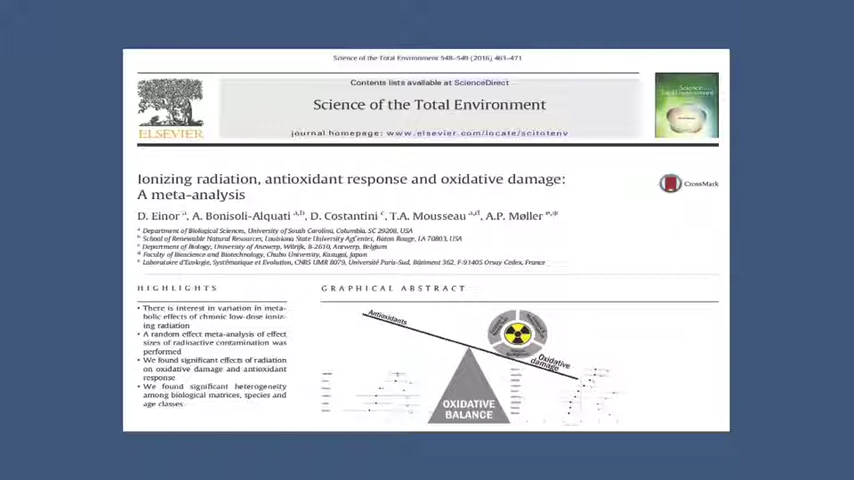 Science of the Total Environment 548–549 (2016) 463–471
Contents lists available at ScienceDirect
Science of the Total Environment
journal homepage: www.elsevier.com/locate/scitotenv
ELSEVIER
Science
Total Environment
CrossMark
Ionizing radiation, antioxidant response and oxidative damage:
A meta-analysis
D. Einor a, A. Bonisoli-Alquati a,b, D. Costantini c, T.A. Mousseau a,d, A.P. Møller e,*
a Department of Biological Sciences, University of South Carolina, Columbia, SC 29208, USA
b School of Renewable Natural Resources, Louisiana State University AgCenter, Baton Rouge, LA 70803, USA
c Department of Biology, University of Antwerp, Wilrijk, B-2610, Antwerp, Belgium
d Faculty of Bioscience and Biotechnology, Chubu University, Kasugai, Japan
e Laboratoire d'Ecologie, Systématique et Evolution, CNRS UMR 8079, Université Paris-Sud, Bâtiment 362, F-91405 Orsay Cedex, France
HIGHLIGHTS
• There is interest in variation in meta-
bolic effects of chronic low-dose ioniz-
ing radiation
• A random effect meta-analysis of effect
sizes of radioactive contamination was
performed
• We found significant effects of radiation
on oxidative damage and antioxidant
response
• We found significant heterogeneity
among biological matrices, species and
age classes
GRAPHICAL ABSTRACT
Antioxidants
Oxidative
damage
OXIDATIVE
BALANCE